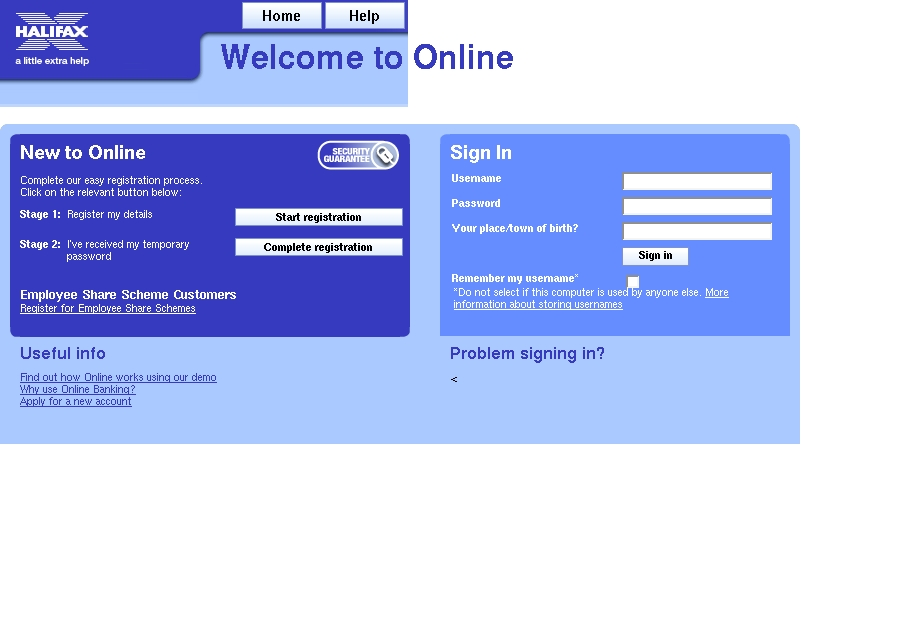 Home
Help
HALIFAX
a little extra help
Welcome to Online
New to Online
SECURITY
GUARANTEE
Complete our easy registration process.
Click on the relevant button below:
Stage 1: Register my details
Start registration
Stage 2: I've received my temporary
password
Complete registration
Employee Share Scheme Customers
Register for Employee Share Schemes
Sign In
Username
Password
Your place/town of birth?
Sign in
Remember my username*
*Do not select if this computer is used by anyone else. More
information about storing usernames
Useful info
Find out how Online works using our demo
Why use Online Banking?
Apply for a new account
Problem signing in?
<